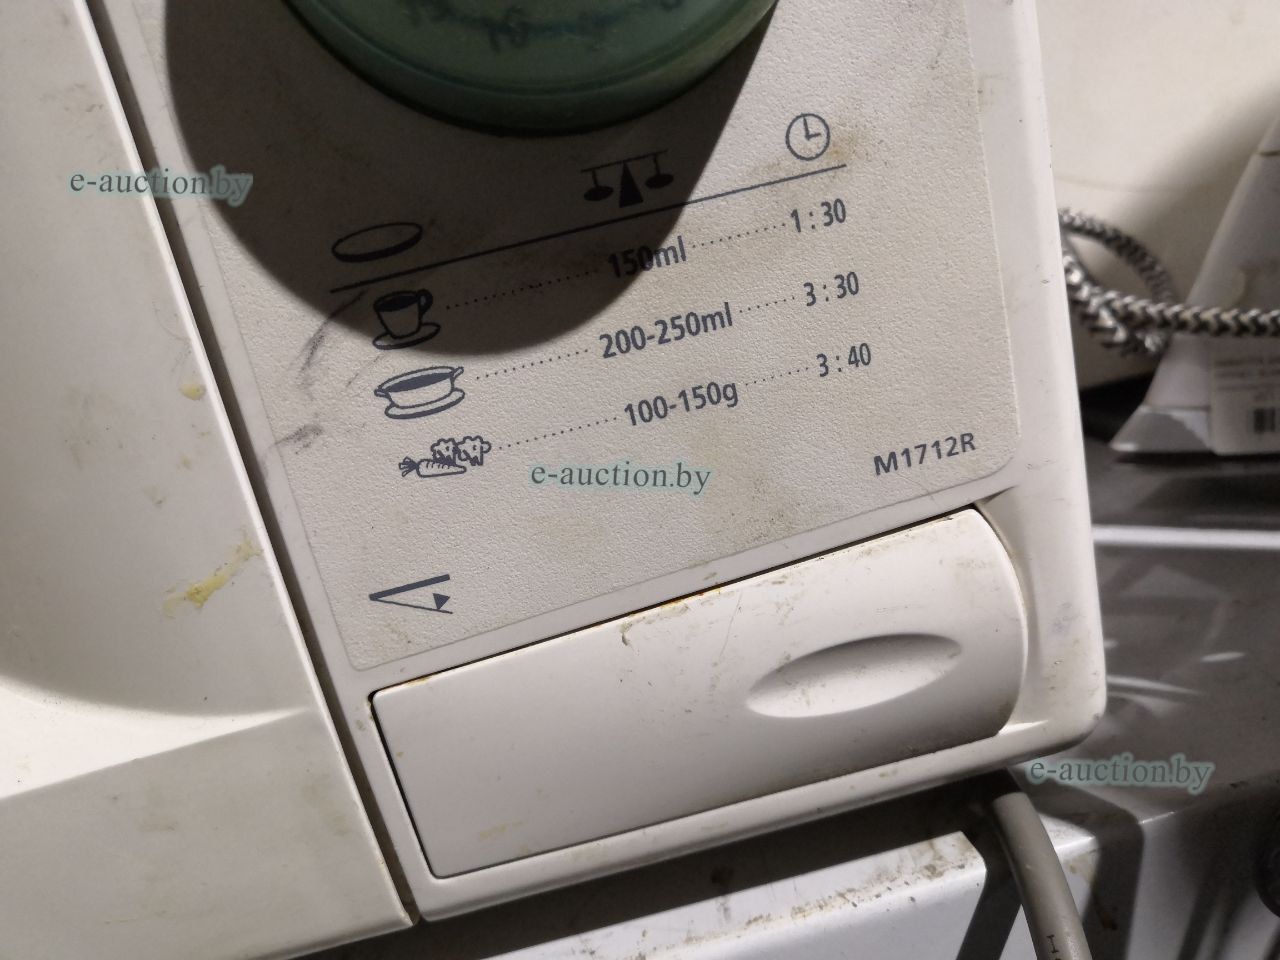 e-auction.by
150ml 1:30
200-250ml 3:30
100-150g 3:40
M1712R
e-auction.by
e-auction.by